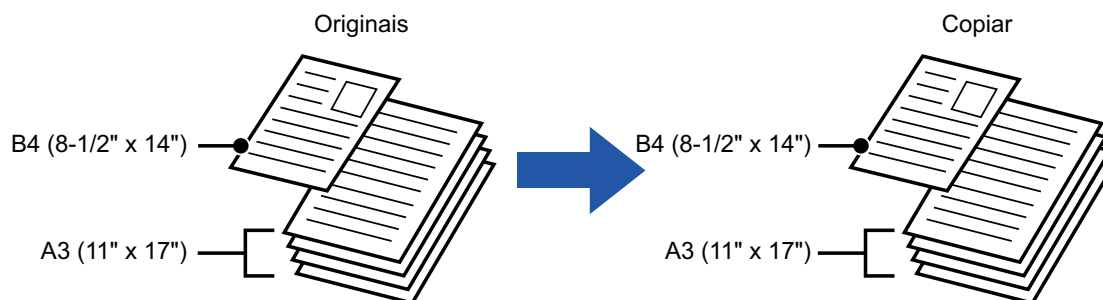 Originais
Copiar
B4 (8-1/2" x 14")
B4 (8-1/2" x 14")
A3 (11" x 17")
A3 (11" x 17")